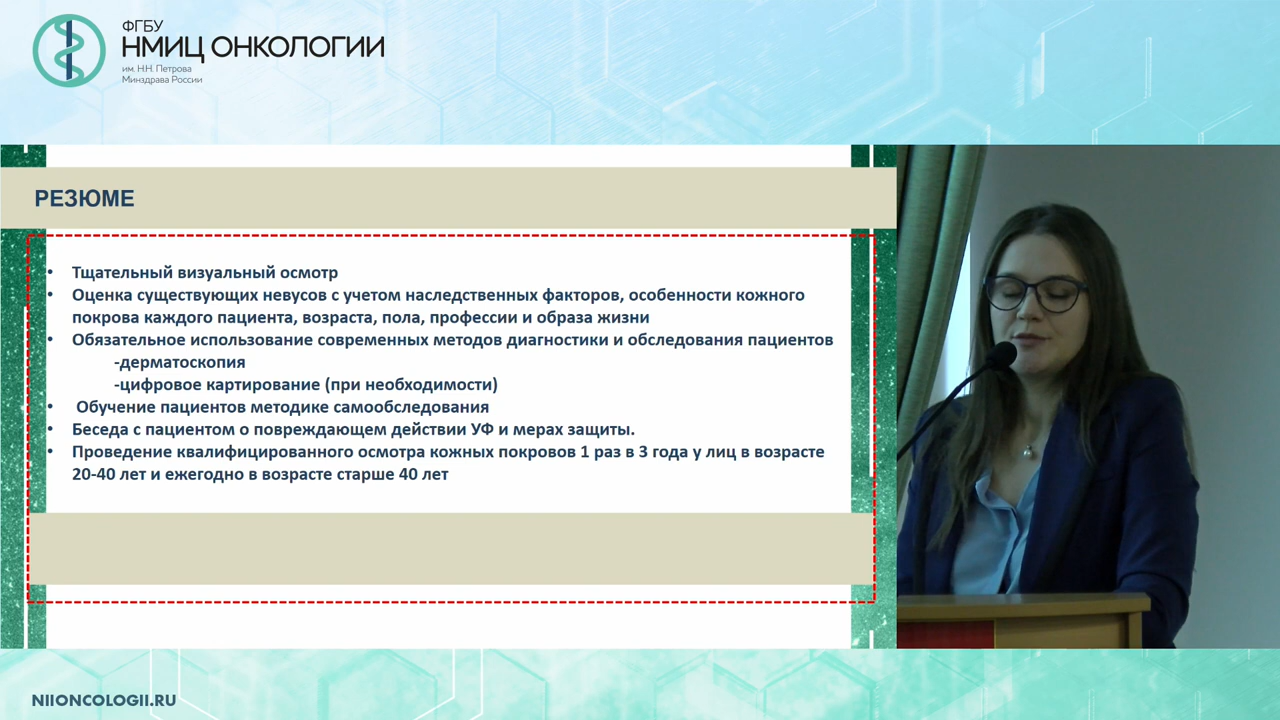 ФГБУ
НМИЦ ОНКОЛОГИИ
им. Н.Н. Петрова
Минздрава России
РЕЗЮМЕ
• Тщательный визуальный осмотр
• Оценка существующих невусов с учетом наследственных факторов, особенности кожного
покрова каждого пациента, возраста, пола, профессии и образа жизни
• Обязательное использование современных методов диагностики и обследования пациентов
-дерматоскопия
-цифровое картирование (при необходимости)
• Обучение пациентов методике самообследования
• Беседа с пациентом о повреждающем действии УФ и мерах защиты.
• Проведение квалифицированного осмотра кожных покровов 1 раз в 3 года у лиц в возрасте
20-40 лет и ежегодно в возрасте старше 40 лет
NIIONCOLOGII.RU